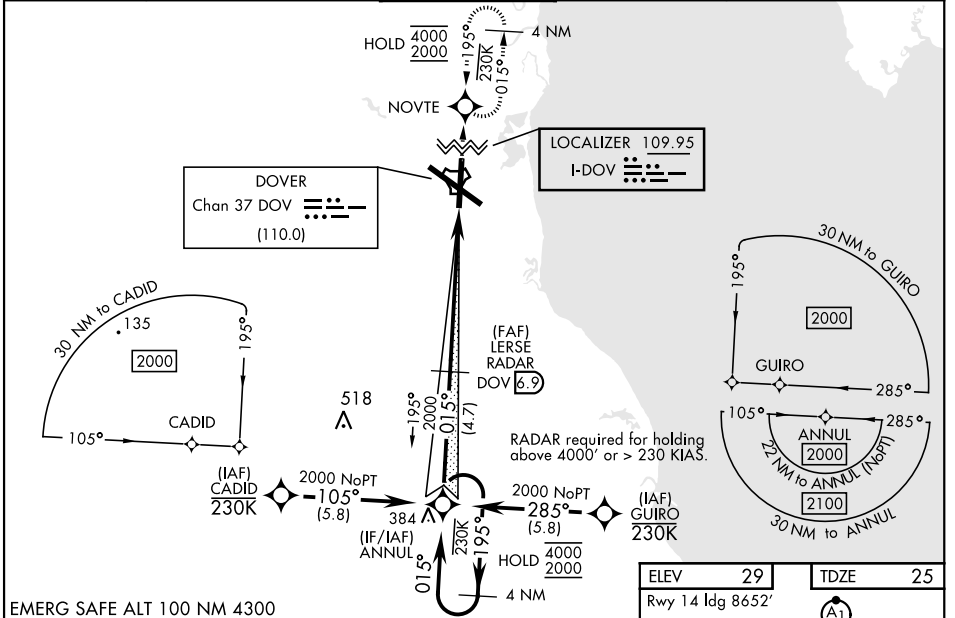 HOLD 4000
2000
195°
230K
015°
4 NM
NOVTE
LOCALIZER 109.95
I-DOV
DOVER
Chan 37 DOV
(110.0)
30 NM to CADID
135
2000
195°
105°
CADID
518
195°
2000
015°
(4.7)
(FAF)
LERSE
RADAR
DOV 6.9
30 NM to GUIRO
195°
2000
GUIRO
285°
105°
285°
ANNUL
2000
22 NM to ANNUL (NoPT)
2100
30 NM to ANNUL
RADAR required for holding
above 4000' or > 230 KIAS.
(IAF)
CADID
230K
2000 NoPT
105°
(5.8)
384
(IF/IAF)
ANNUL
015°
230K
195°
2000 NoPT
285°
(5.8)
(IAF)
GUIRO
230K
HOLD 4000
2000
4 NM
EMERG SAFE ALT 100 NM 4300
ELEV 29
TDZE 25
Rwy 14 ldg 8652'
A1